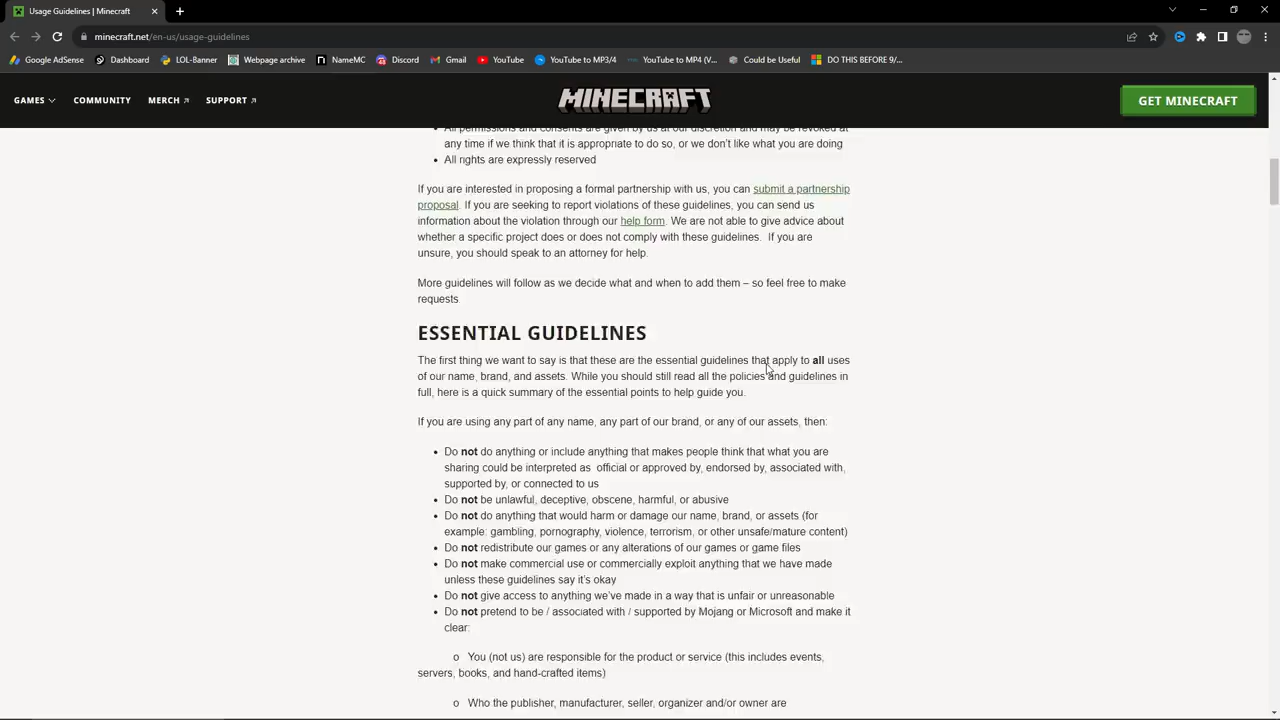 Usage Guidelines | Minecraft
minecraft.net/en-us/usage-guidelines
Google AdSense Dashboard LOL-Banner Webpage archive NameMC Discord Gmail YouTube YouTube to MP3/4 YouTube to MP4 (V... Could be Useful DO THIS BEFORE 9/...
GAMES COMMUNITY MERCH SUPPORT MINECRAFT GET MINECRAFT
• All permissions and consents are given by us at our discretion and may be revoked at
any time if we think that it is appropriate to do so, or we don't like what you are doing
• All rights are expressly reserved
If you are interested in proposing a formal partnership with us, you can submit a partnership
proposal. If you are seeking to report violations of these guidelines, you can send us
information about the violation through our help form. We are not able to give advice about
whether a specific project does or does not comply with these guidelines.  If you are
unsure, you should speak to an attorney for help.
More guidelines will follow as we decide what and when to add them – so feel free to make
requests.
ESSENTIAL GUIDELINES
The first thing we want to say is that these are the essential guidelines that apply to all uses
of our name, brand, and assets. While you should still read all the policies and guidelines in
full, here is a quick summary of the essential points to help guide you.
If you are using any part of any name, any part of our brand, or any of our assets, then:
• Do not do anything or include anything that makes people think that what you are
sharing could be interpreted as  official or approved by, endorsed by, associated with,
supported by, or connected to us
• Do not be unlawful, deceptive, obscene, harmful, or abusive
• Do not do anything that would harm or damage our name, brand, or assets (for
example: gambling, pornography, violence, terrorism, or other unsafe/mature content)
• Do not redistribute our games or any alterations of our games or game files
• Do not make commercial use or commercially exploit anything that we have made
unless these guidelines say it's okay
• Do not give access to anything we've made in a way that is unfair or unreasonable
• Do not pretend to be / associated with / supported by Mojang or Microsoft and make it
clear:
o You (not us) are responsible for the product or service (this includes events,
servers, books, and hand-crafted items)
o Who the publisher, manufacturer, seller, organizer and/or owner are